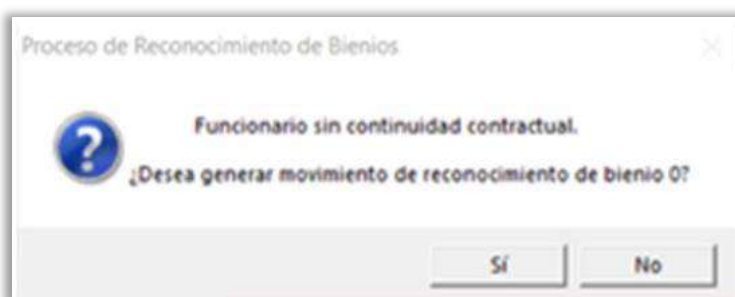 Proceso de Reconocimiento de Bienios
Funcionario sin continuidad contractual.
¿Desea generar movimiento de reconocimiento de bienio 0?
Sí
No